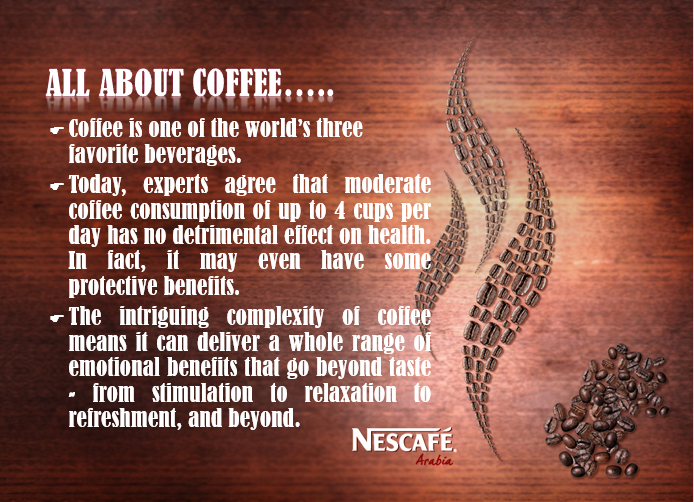 ALL ABOUT COFFEE…..
Coffee is one of the world's three
favorite beverages.
Today, experts agree that moderate
coffee consumption of up to 4 cups per
day has no detrimental effect on health.
In fact, it may even have some
protective benefits.
The intriguing complexity of coffee
means it can deliver a whole range of
emotional benefits that go beyond taste
- from stimulation to relaxation to
refreshment, and beyond.
NESCAFÉ.
Arabia